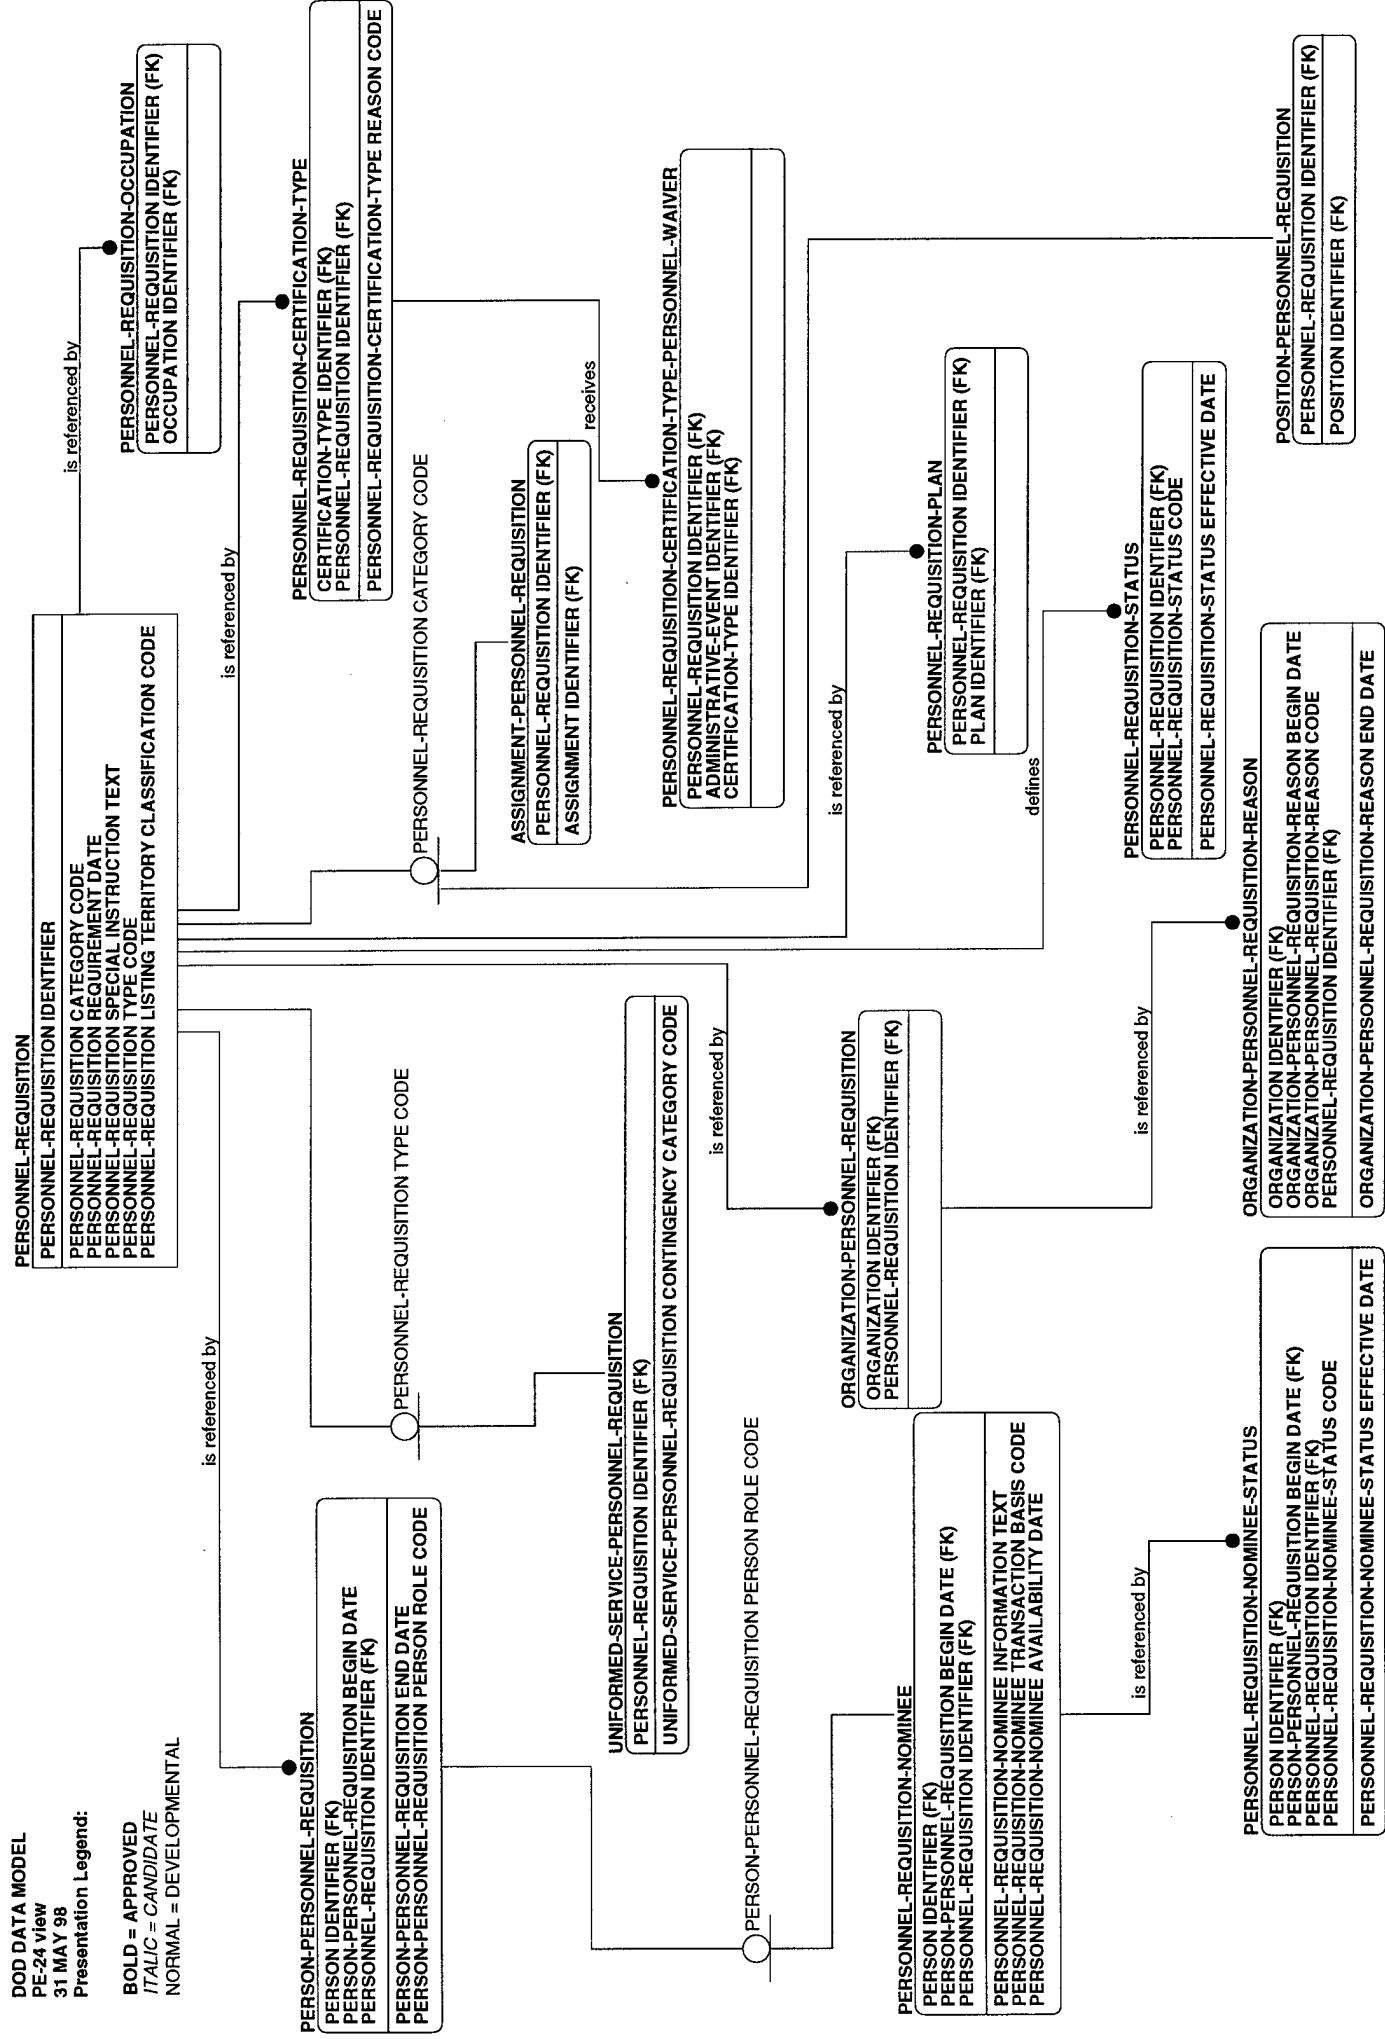 DOD DATA MODEL
PE-24 view
31 MAY 98
Presentation Legend:
BOLD = APPROVED
ITALIC = CANDIDATE
NORMAL = DEVELOPMENTAL
PERSONNEL-REQUISITION
PERSONNEL-REQUISITION IDENTIFIER
PERSONNEL-REQUISITION CATEGORY CODE
PERSONNEL-REQUISITION REQUIREMENT DATE
PERSONNEL-REQUISITION SPECIAL INSTRUCTION TEXT
PERSONNEL-REQUISITION TYPE CODE
PERSONNEL-REQUISITION LISTING TERRITORY CLASSIFICATION CODE
is referenced by
PERSONNEL-REQUISITION-OCCUPATION
PERSONNEL-REQUISITION IDENTIFIER (FK)
OCCUPATION IDENTIFIER (FK)
is referenced by
PERSONNEL-REQUISITION-CERTIFICATION-TYPE
CERTIFICATION-TYPE IDENTIFIER (FK)
PERSONNEL-REQUISITION IDENTIFIER (FK)
PERSONNEL-REQUISITION-CERTIFICATION-TYPE REASON CODE
is referenced by
PERSON-PERSONNEL-REQUISITION
PERSON IDENTIFIER (FK)
PERSON-PERSONNEL-REQUISITION BEGIN DATE
PERSONNEL-REQUISITION IDENTIFIER (FK)
PERSON-PERSONNEL-REQUISITION END DATE
PERSON-PERSONNEL-REQUISITION PERSON ROLE CODE
PERSONNEL-REQUISITION TYPE CODE
PERSONNEL-REQUISITION CATEGORY CODE
ASSIGNMENT-PERSONNEL-REQUISITION
PERSONNEL-REQUISITION IDENTIFIER (FK)
ASSIGNMENT IDENTIFIER (FK)
receives
UNIFORMED-SERVICE-PERSONNEL-REQUISITION
PERSONNEL-REQUISITION IDENTIFIER (FK)
UNIFORMED-SERVICE-PERSONNEL-REQUISITION CONTINGENCY CATEGORY CODE
PERSONNEL-REQUISITION-CERTIFICATION-TYPE-PERSONNEL-WAIVER
PERSONNEL-REQUISITION IDENTIFIER (FK)
ADMINISTRATIVE-EVENT IDENTIFIER (FK)
CERTIFICATION-TYPE IDENTIFIER (FK)
is referenced by
PERSON-PERSONNEL-REQUISITION PERSON ROLE CODE
ORGANIZATION-PERSONNEL-REQUISITION
ORGANIZATION IDENTIFIER (FK)
PERSONNEL-REQUISITION IDENTIFIER (FK)
is referenced by
PERSONNEL-REQUISITION-PLAN
PERSONNEL-REQUISITION IDENTIFIER (FK)
PLAN IDENTIFIER (FK)
PERSONNEL-REQUISITION-NOMINEE
PERSON IDENTIFIER (FK)
PERSON-PERSONNEL-REQUISITION BEGIN DATE (FK)
PERSONNEL-REQUISITION IDENTIFIER (FK)
PERSONNEL-REQUISITION-NOMINEE INFORMATION TEXT
PERSONNEL-REQUISITION-NOMINEE TRANSACTION BASIS CODE
PERSONNEL-REQUISITION-NOMINEE AVAILABILITY DATE
defines
PERSONNEL-REQUISITION-STATUS
PERSONNEL-REQUISITION IDENTIFIER (FK)
PERSONNEL-REQUISITION-STATUS CODE
PERSONNEL-REQUISITION-STATUS EFFECTIVE DATE
is referenced by
is referenced by
PERSONNEL-REQUISITION-NOMINEE-STATUS
PERSON IDENTIFIER (FK)
PERSON-PERSONNEL-REQUISITION BEGIN DATE (FK)
PERSONNEL-REQUISITION IDENTIFIER (FK)
PERSONNEL-REQUISITION-NOMINEE-STATUS CODE
PERSONNEL-REQUISITION-NOMINEE-STATUS EFFECTIVE DATE
ORGANIZATION-PERSONNEL-REQUISITION-REASON
ORGANIZATION IDENTIFIER (FK)
ORGANIZATION-PERSONNEL-REQUISITION-REASON BEGIN DATE
ORGANIZATION-PERSONNEL-REQUISITION-REASON CODE
PERSONNEL-REQUISITION IDENTIFIER (FK)
ORGANIZATION-PERSONNEL-REQUISITION-REASON END DATE
POSITION-PERSONNEL-REQUISITION
PERSONNEL-REQUISITION IDENTIFIER (FK)
POSITION IDENTIFIER (FK)